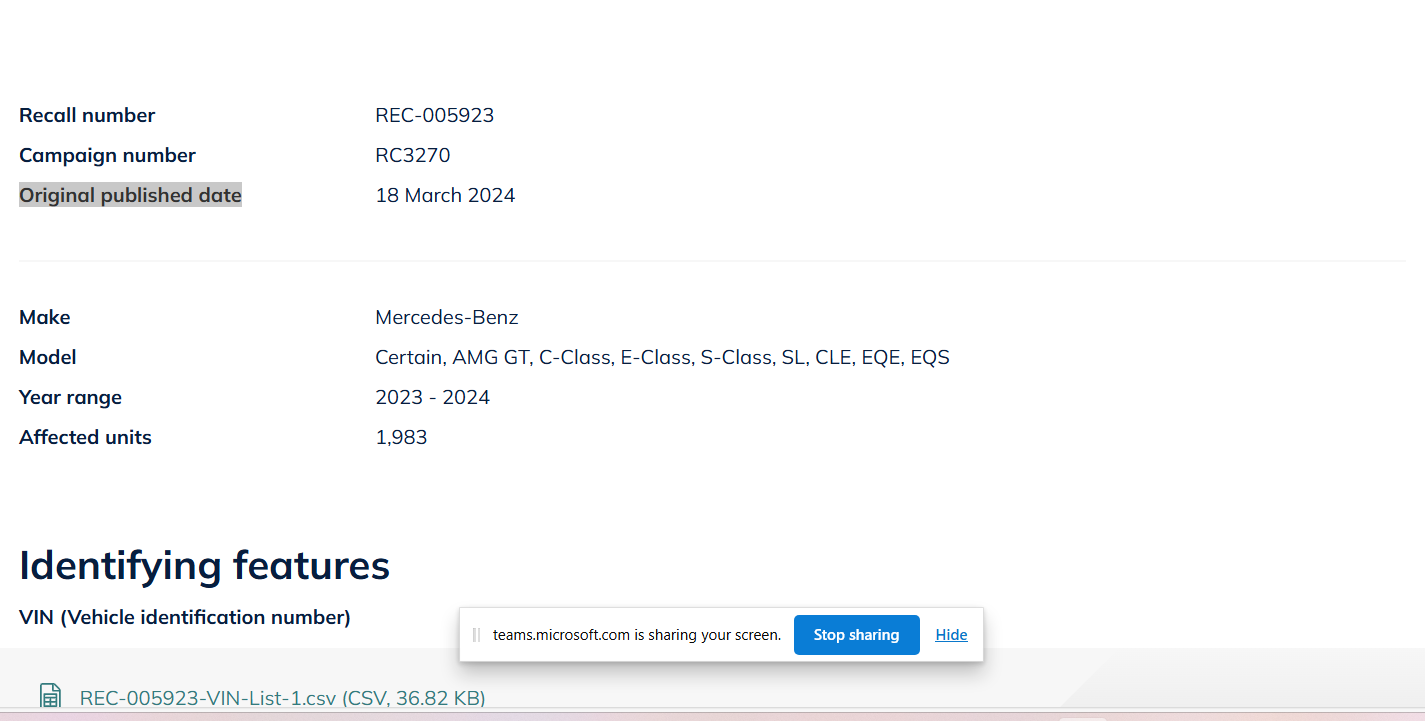 Recall number REC-005923
Campaign number RC3270
Original published date 18 March 2024
Make Mercedes-Benz
Model Certain, AMG GT, C-Class, E-Class, S-Class, SL, CLE, EQE, EQS
Year range 2023 - 2024
Affected units 1,983
Identifying features
VIN (Vehicle identification number)
teams.microsoft.com is sharing your screen. Stop sharing Hide
REC-005923-VIN-List-1.csv (CSV, 36.82 KB)